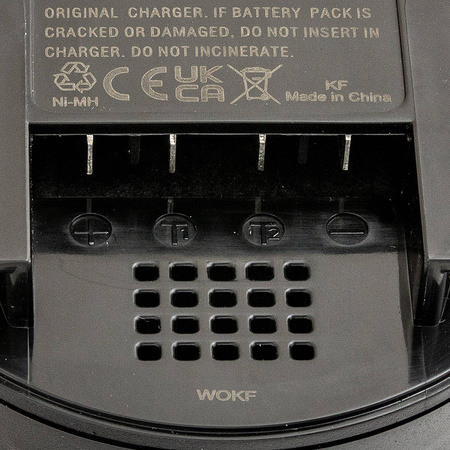 ORIGINAL CHARGER. IF BATTERY PACK IS
CRACKED OR DAMAGED, DO NOT INSERT IN
CHARGER. DO NOT INCINERATE.
CE UK
CA
KF
Ni-MH
Made in China
+ T1 T2 −
WOKF